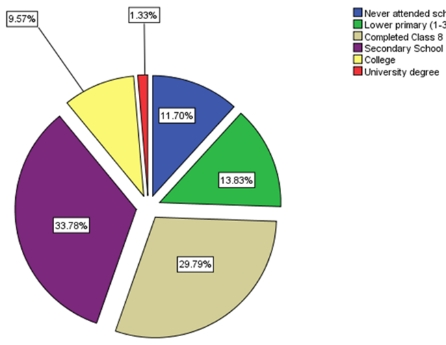 9.57%
1.33%
11.70%
13.83%
33.78%
29.79%
Never attended
Lower primary (1-3
Completed Class 8
Secondary School
College
University degree